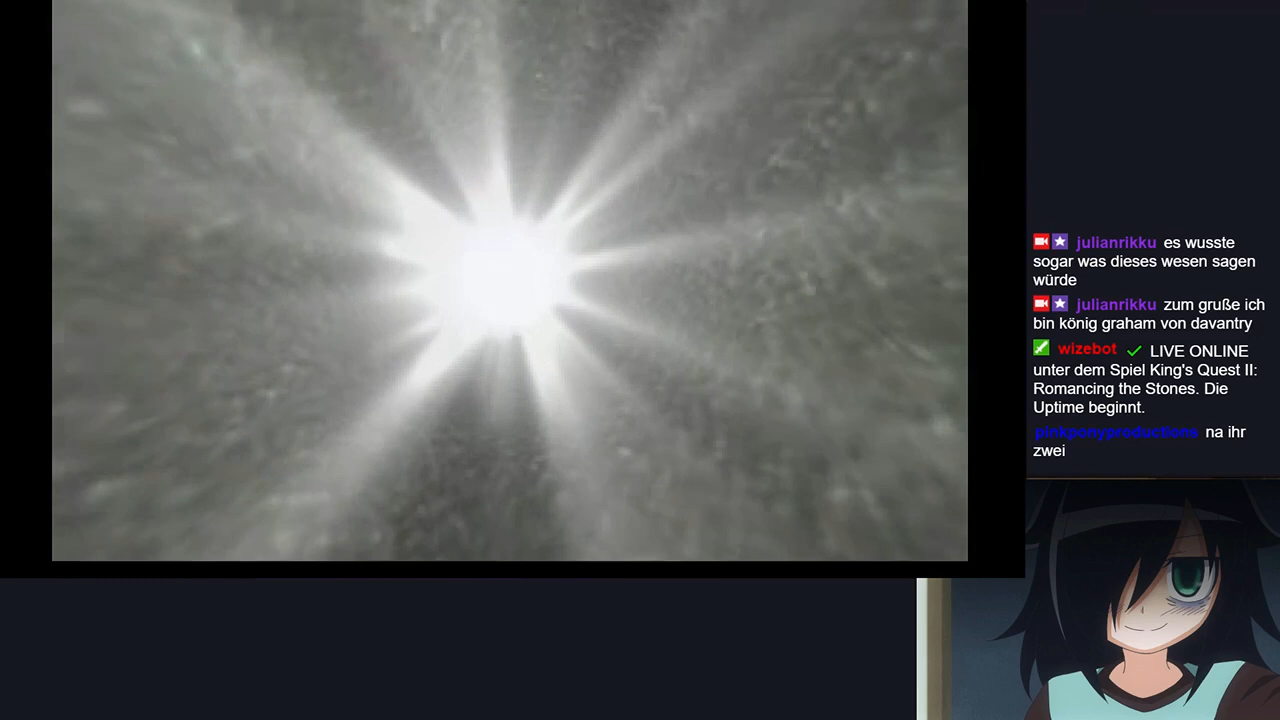 julianrikku es wusste
sogar was dieses wesen sagen
würde
julianrikku zum gruße ich
bin könig graham von davantry
wizebot LIVE ONLINE
unter dem Spiel King's Quest II:
Romancing the Stones. Die
Uptime beginnt.
pinkponyproductions na ihr
zwei